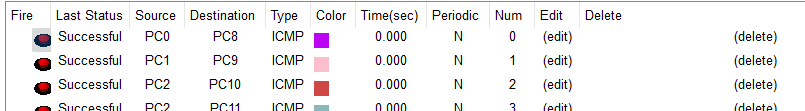 Fire Last Status Source Destination Type Color Time(sec) Periodic Num Edit Delete
Successful PC0 PC8 ICMP 0.000 N 0 (edit) (delete)
Successful PC1 PC9 ICMP 0.000 N 1 (edit) (delete)
Successful PC2 PC10 ICMP 0.000 N 2 (edit) (delete)
Successful PC2 PC11 ICMP 0.000 N 3 (edit) (delete)